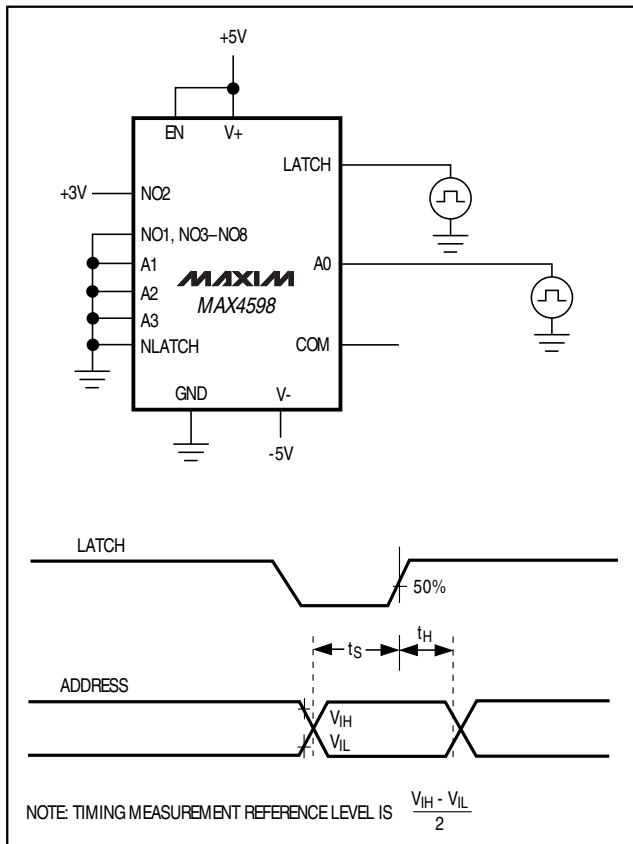 +5V
EN V+
LATCH
+3V NO2
NO1, NO3–NO8
A0
A1
MAXIM
A2
MAX4598
A3
COM
NLATCH
GND V-
-5V
LATCH
50%
tS tH
ADDRESS
VIH
VIL
NOTE: TIMING MEASUREMENT REFERENCE LEVEL IS VIH - VIL
2